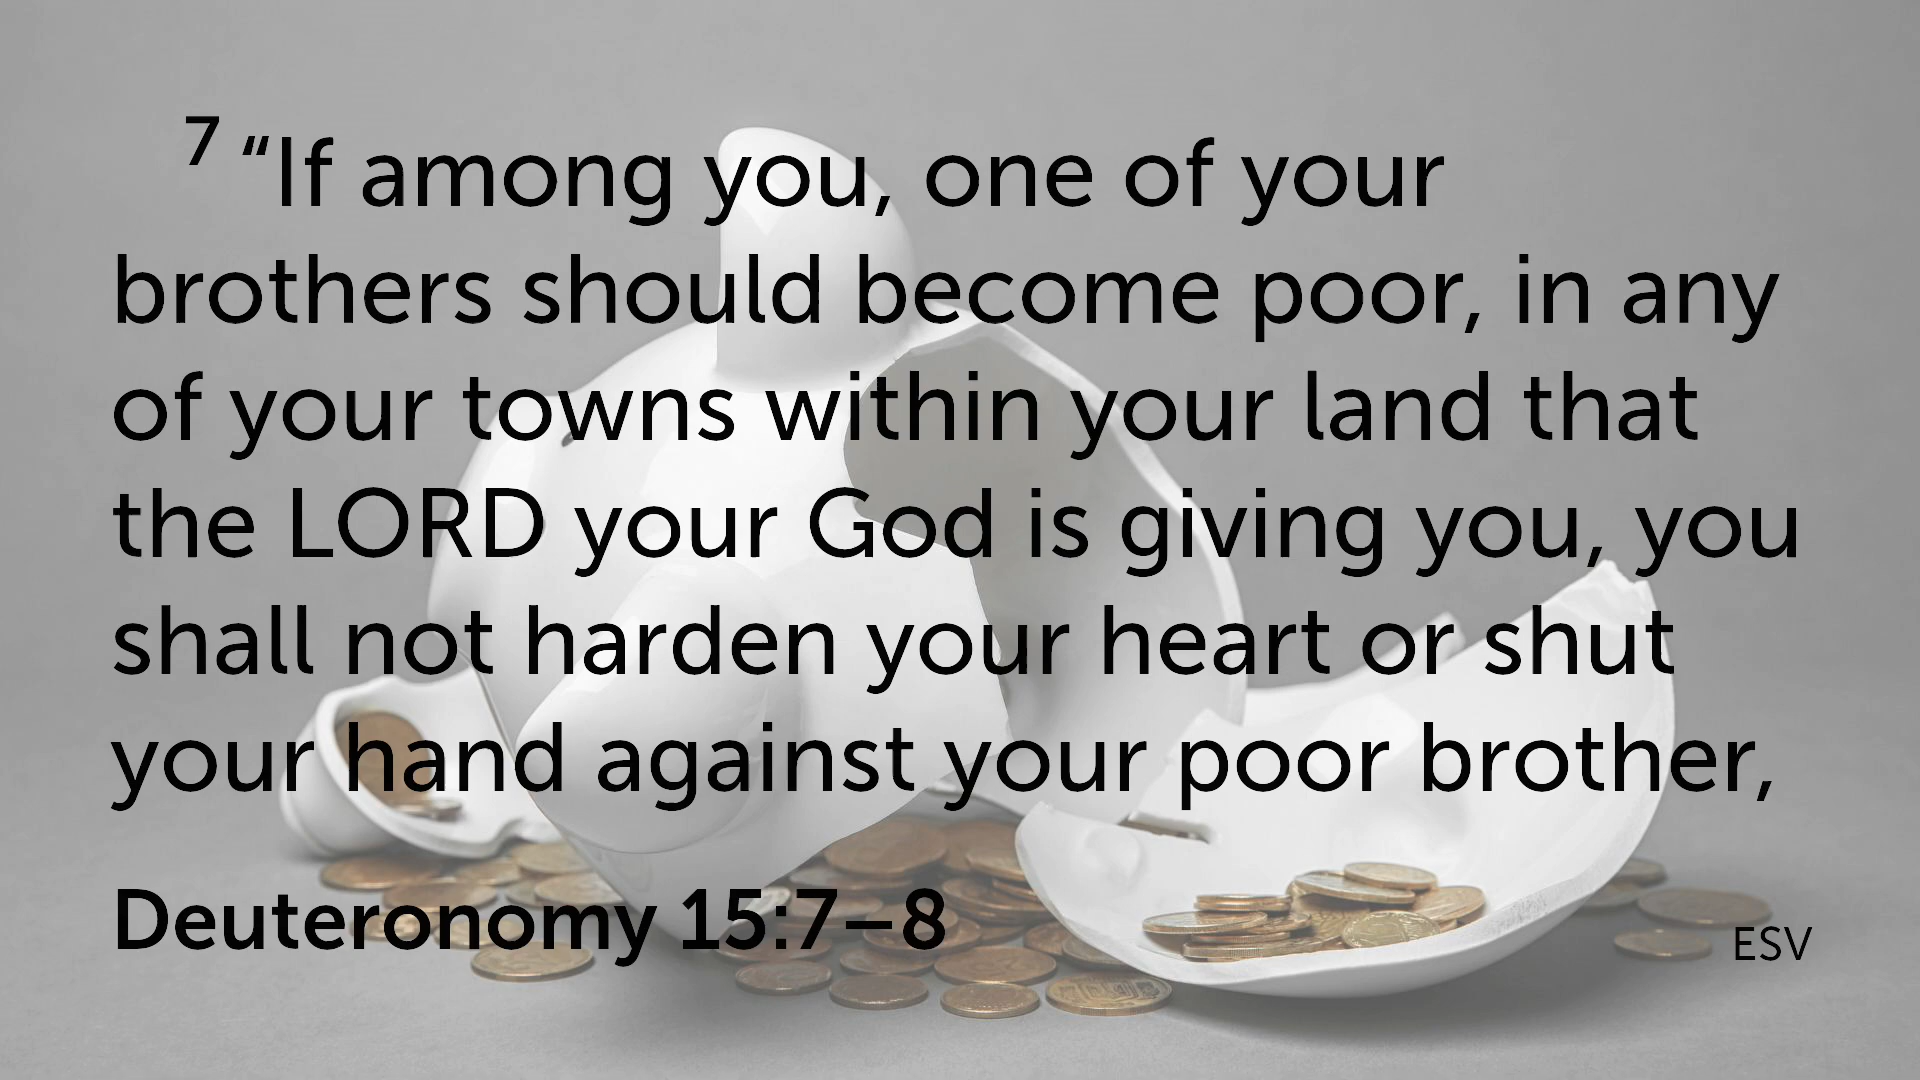 7 “If among you, one of your
brothers should become poor, in any
of your towns within your land that
the LORD your God is giving you, you
shall not harden your heart or shut
your hand against your poor brother,
Deuteronomy 15:7–8
ESV